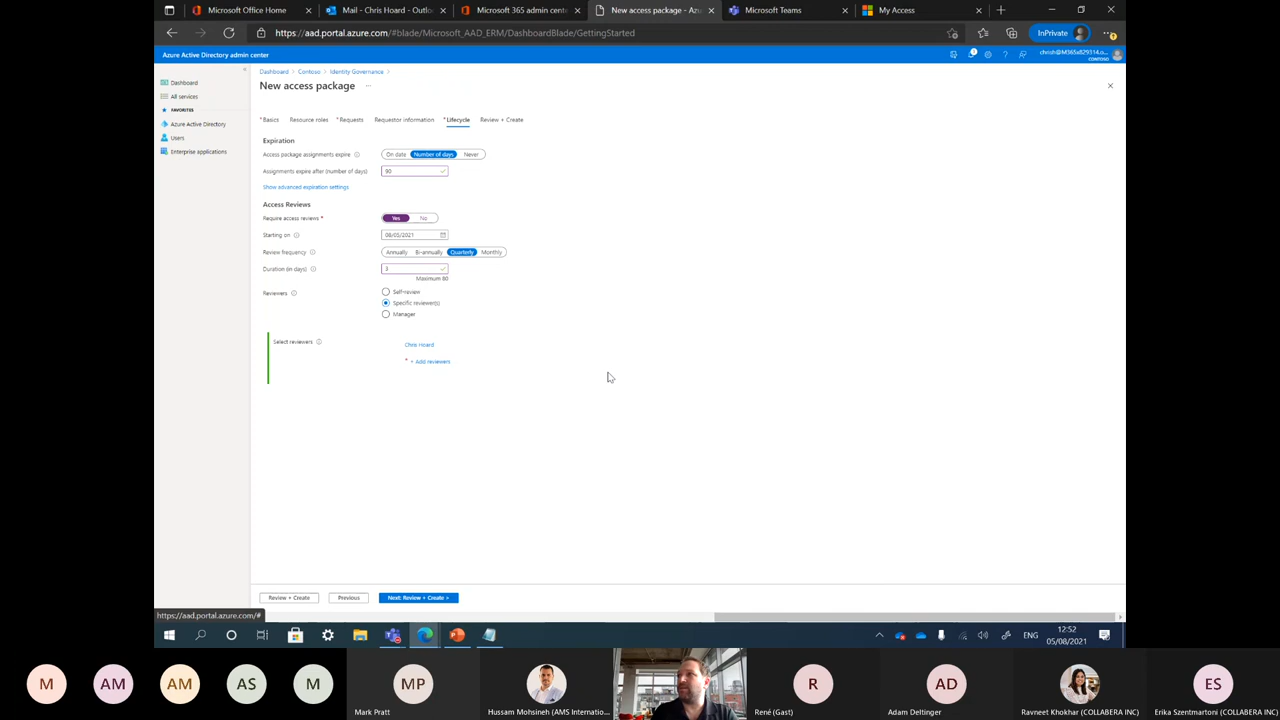 Microsoft Office Home
Mail - Chris Hoard - Outlo
Microsoft 365 admin cente
New access package - Azu
Microsoft Teams
My Access
https://aad.portal.azure.com/#blade/Microsoft_AAD_ERM/DashboardBlade/GettingStarted
InPrivate
Azure Active Directory admin center
chrish@M365x829314.o...
CONTOSO
Dashboard > Contoso > Identity Governance >
Dashboard
All services
FAVORITES
Azure Active Directory
Users
Enterprise applications
New access package ...
* Basics Resource roles * Requests Requestor information * Lifecycle Review + Create
Expiration
Access package assignments expire On date Number of days Never
Assignments expire after (number of days) 90
Show advanced expiration settings
Access Reviews
Require access reviews * Yes No
Starting on 08/05/2021
Review frequency Annually Bi-annually Quarterly Monthly
Duration (in days) 3
Maximum 80
Reviewers Self-review
Specific reviewer(s)
Manager
Select reviewers Chris Hoard
* + Add reviewers
Review + Create Previous Next: Review + Create >
https://aad.portal.azure.com/#
ENG
12:52
05/08/2021
M AM AM AS M MP R AD ES
Mark Pratt
Hussam Mohsineh (AMS Internatio...
René (Gast)
Adam Deltinger
Ravneet Khokhar (COLLABERA INC)
Erika Szentmartoni (COLLABERA INC)